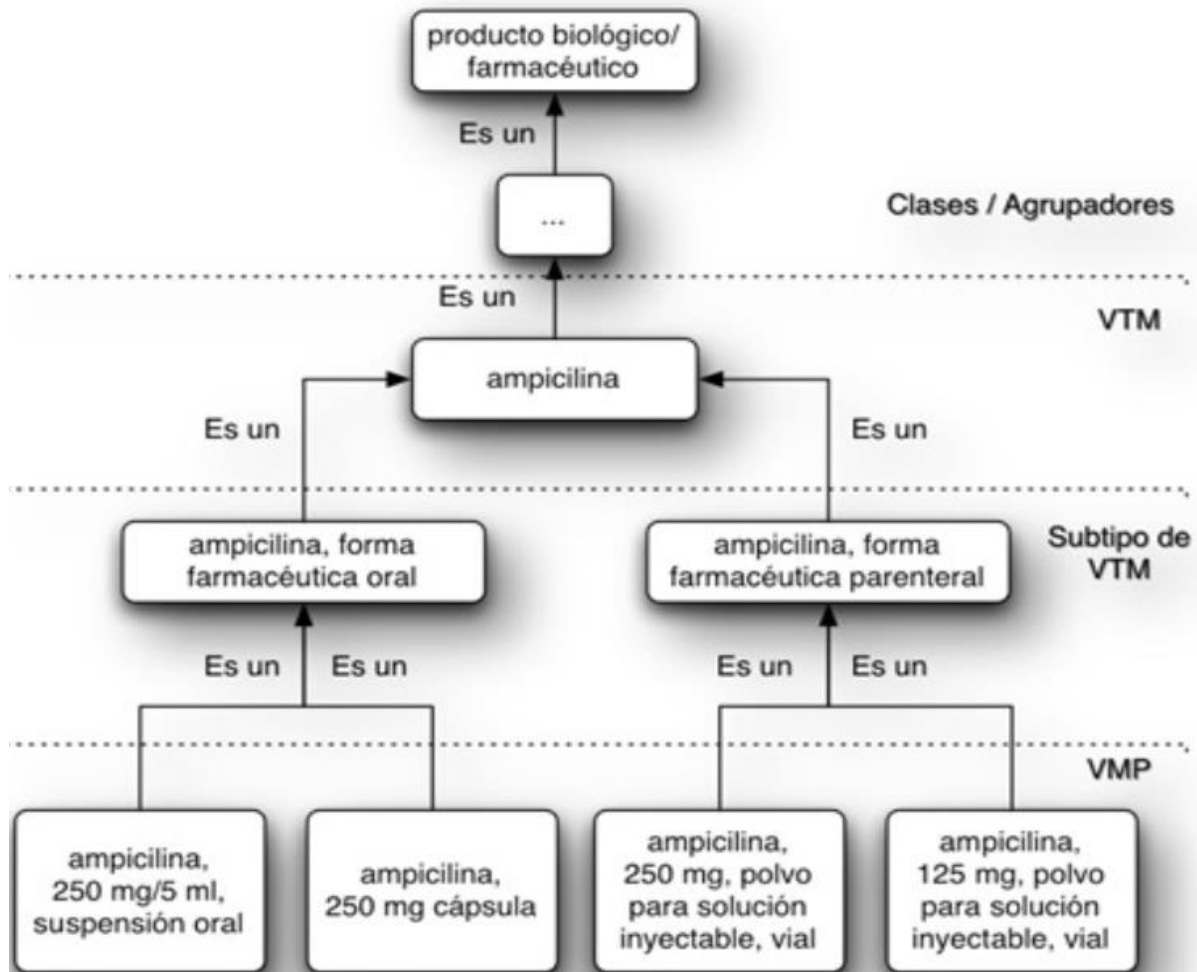 producto biológico/
farmacéutico
Es un
...
Clases / Agrupadores
Es un
VTM
ampicilina
Es un
Es un
ampicilina, forma
farmacéutica oral
ampicilina, forma
farmacéutica parenteral
Subtipo de
VTM
Es un
Es un
Es un
Es un
VMP
ampicilina,
250 mg/5 ml,
suspensión oral
ampicilina,
250 mg cápsula
ampicilina,
250 mg, polvo
para solución
inyectable, vial
ampicilina,
125 mg, polvo
para solución
inyectable, vial